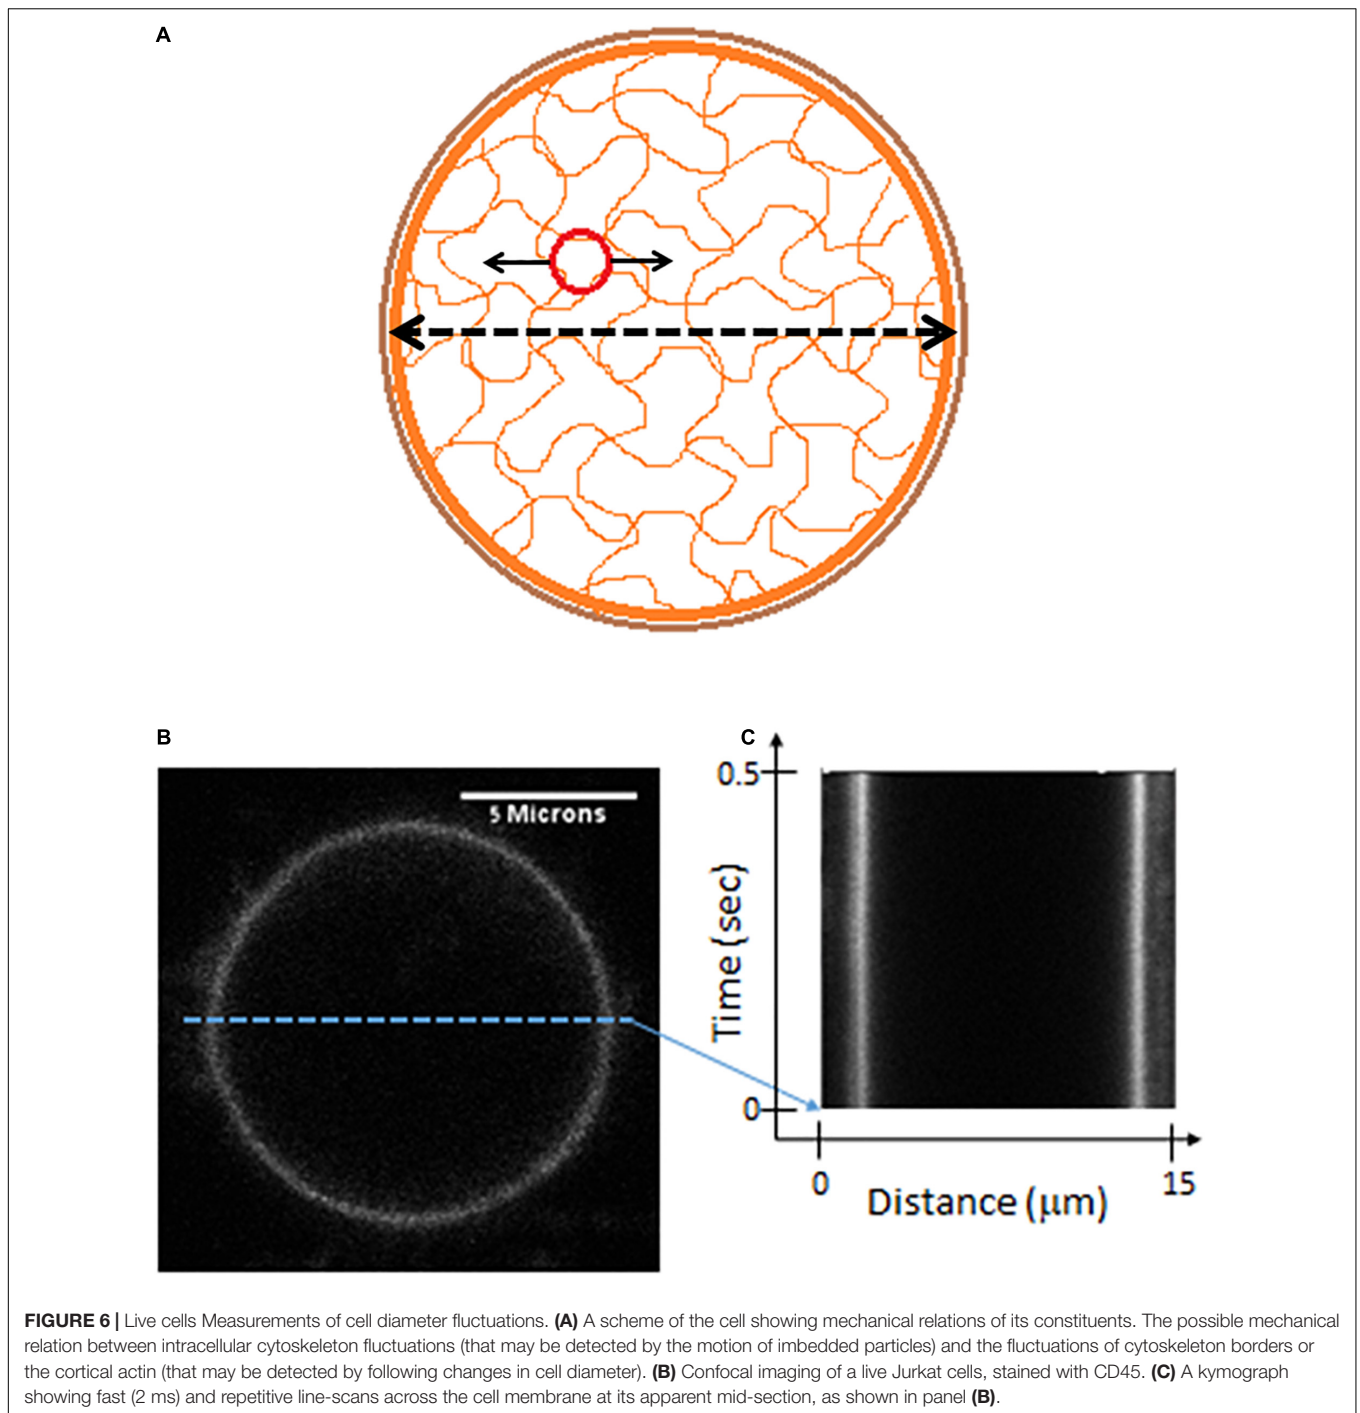 A
B
5 Microns
C
0.5
Time (sec)
0
0
15
Distance (μm)
FIGURE 6 | Live cells Measurements of cell diameter fluctuations. (A) A scheme of the cell showing mechanical relations of its constituents. The possible mechanical
relation between intracellular cytoskeleton fluctuations (that may be detected by the motion of imbedded particles) and the fluctuations of cytoskeleton borders or
the cortical actin (that may be detected by following changes in cell diameter). (B) Confocal imaging of a live Jurkat cells, stained with CD45. (C) A kymograph
showing fast (2 ms) and repetitive line-scans across the cell membrane at its apparent mid-section, as shown in panel (B).